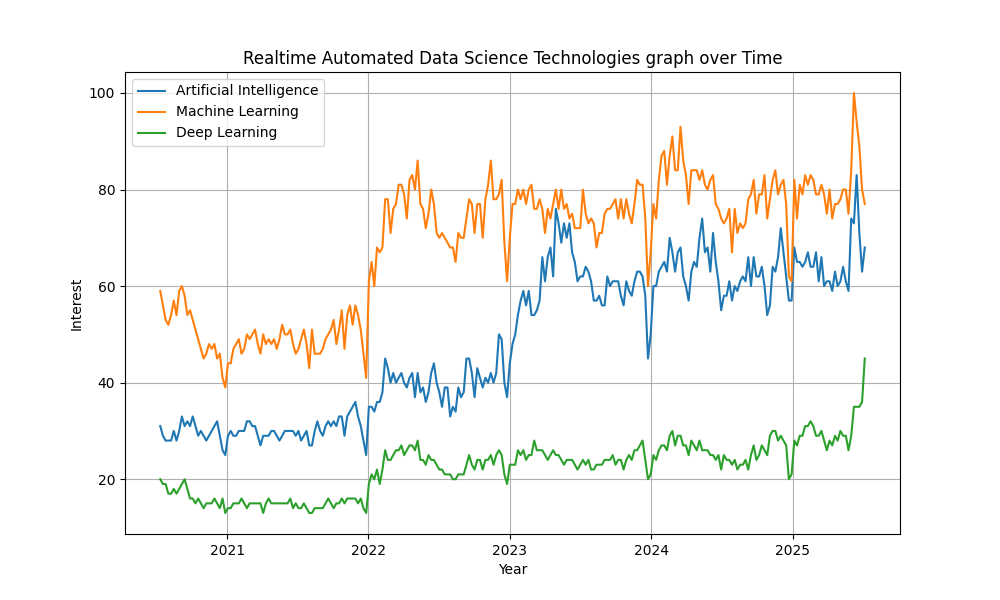 Realtime Automated Data Science Technologies graph over Time
Artificial Intelligence
Machine Learning
Deep Learning
100
80
60
40
20
Interest
2021 2022 2023 2024 2025
Year